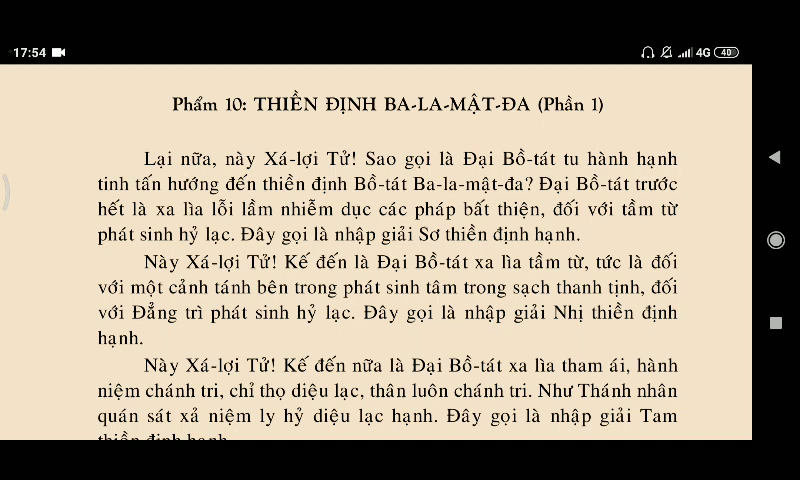 17:54
4G 40
Phẩm 10: THIỀN ĐỊNH BA-LA-MẬT-ĐA (Phần 1)
Lại nữa, này Xá-lợi Tử! Sao gọi là Đại Bồ-tát tu hành hạnh
tinh tấn hướng đến thiền định Bồ-tát Ba-la-mật-đa? Đại Bồ-tát trước
hết là xa lìa lỗi lầm nhiễm dục các pháp bất thiện, đối với tầm từ
phát sinh hỷ lạc. Đây gọi là nhập giải Sơ thiền định hạnh.
Này Xá-lợi Tử! Kế đến là Đại Bồ-tát xa lìa tầm từ, tức là đối
với một cảnh tánh bên trong phát sinh tâm trong sạch thanh tịnh, đối
với Đẳng trì phát sinh hỷ lạc. Đây gọi là nhập giải Nhị thiền định
hạnh.
Này Xá-lợi Tử! Kế đến nữa là Đại Bồ-tát xa lìa tham ái, hành
niệm chánh tri, chỉ thọ diệu lạc, thân luôn chánh tri. Như Thánh nhân
quán sát xả niệm ly hỷ diệu lạc hạnh. Đây gọi là nhập giải Tam
thiền định hạnh.